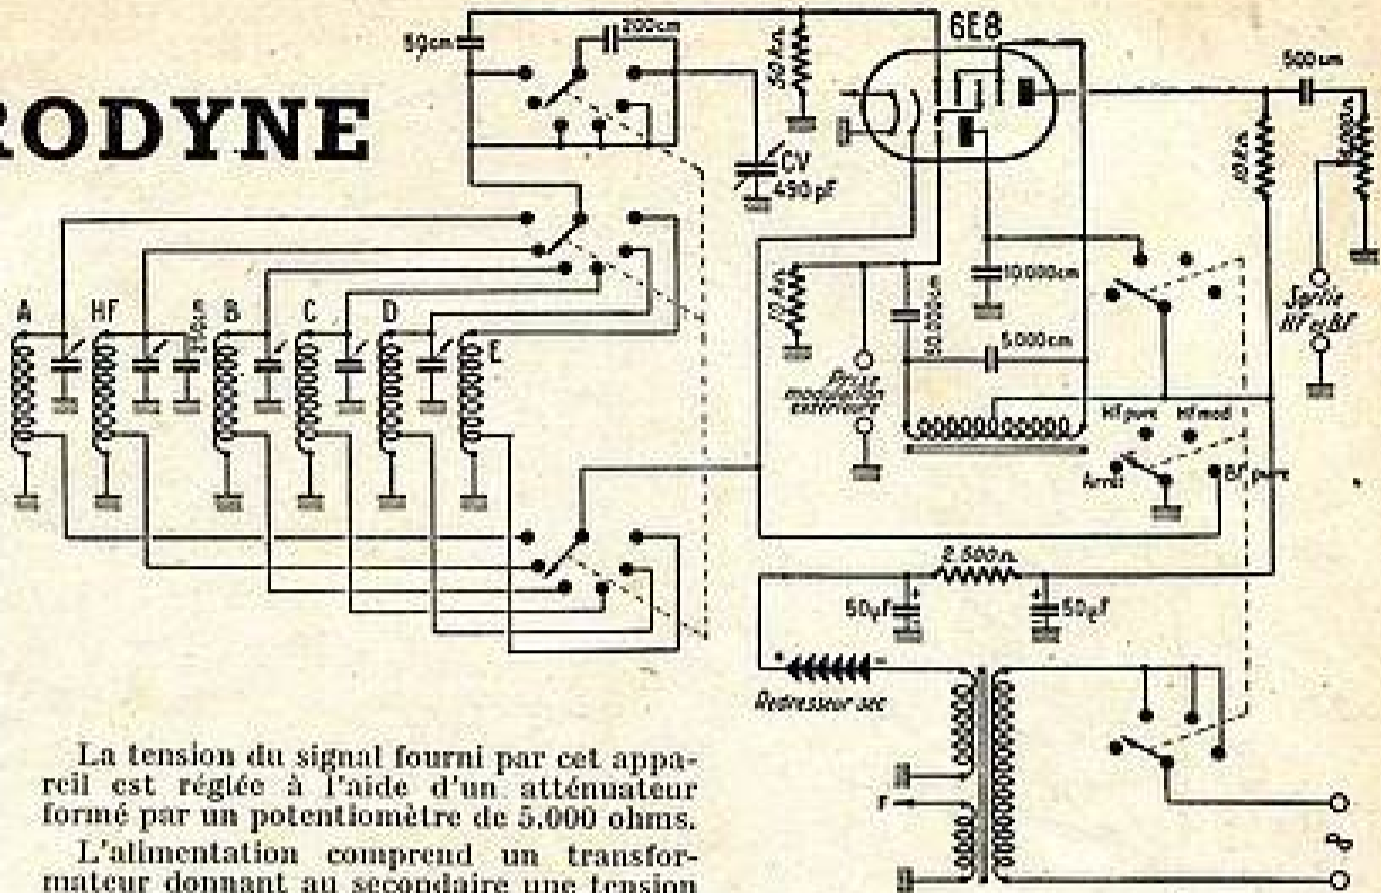 RODYNE
50cm
200cm
50kΩ
6E8
500cm
CV
490 pF
A
HF
B
C
D
E
250cm
10.000cm
50.000cm
5.000cm
Prise
modulation
extérieure
Sortie
HF et BF
HF pure
HF mod
Arrêt
BF pure
2.500Ω
50µF
50µF
Redresseur sec
F
La tension du signal fourni par cet appa-
reil est réglée à l'aide d'un atténuateur
formé par un potentiomètre de 5.000 ohms.
L'alimentation comprend un transfor-
mateur donnant au secondaire une tension